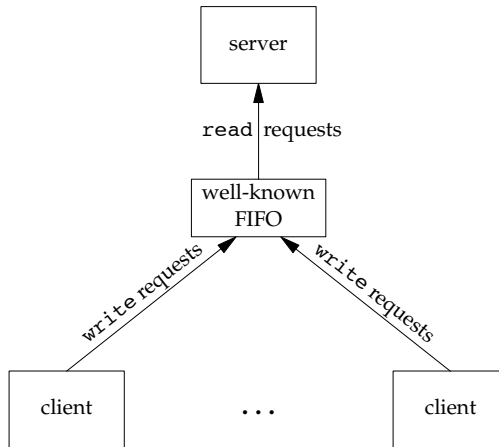 server
read requests
well-known
FIFO
write requests
write requests
client
...
client